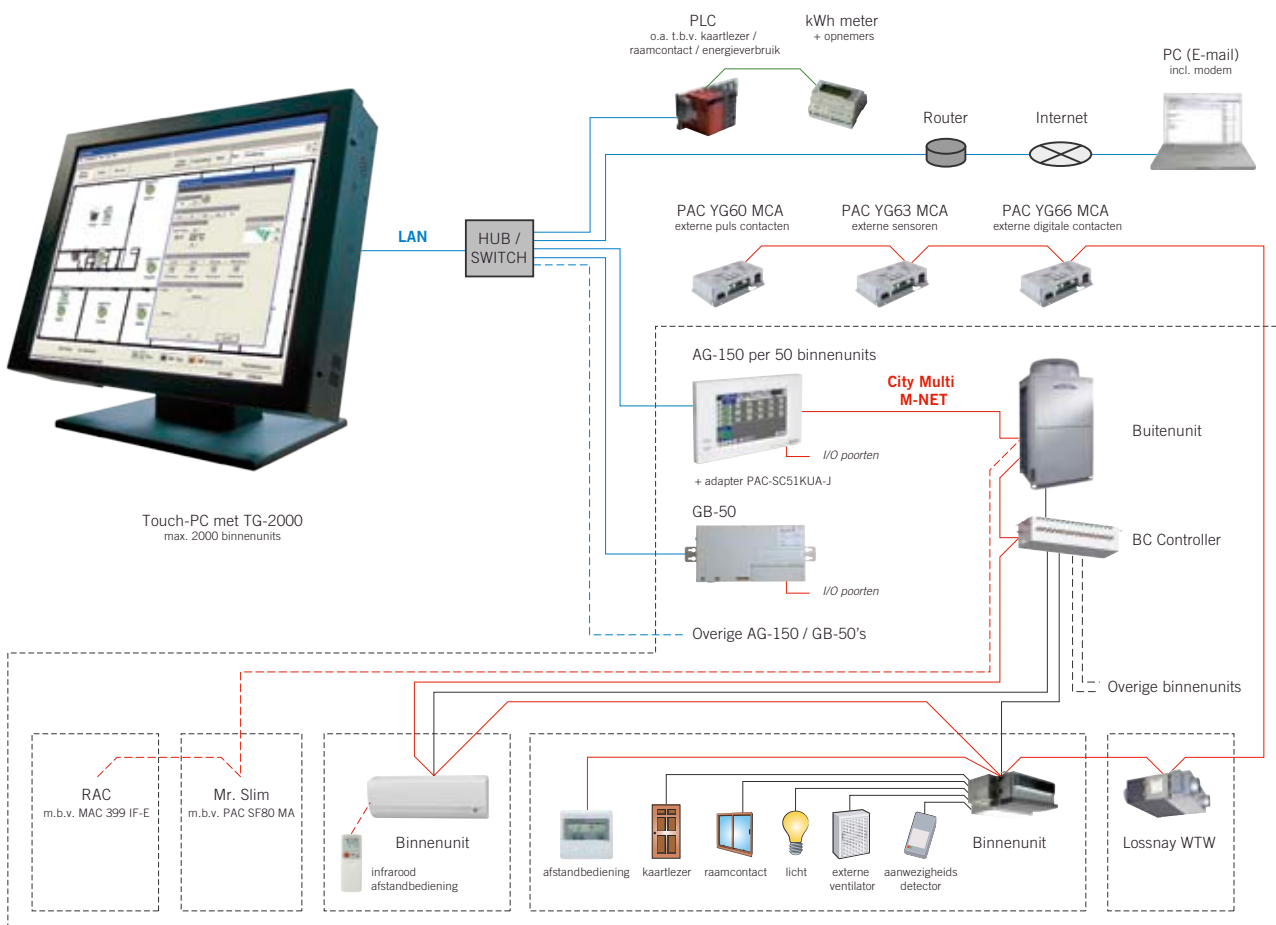 PLC
o.a. t.b.v. kaartlezer /
raamcontact / energieverbruik
kWh meter
+ opnemers
PC (E-mail)
incl. modem
Router
Internet
LAN
HUB /
SWITCH
PAC YG60 MCA
externe puls contacten
PAC YG63 MCA
externe sensoren
PAC YG66 MCA
externe digitale contacten
AG-150 per 50 binnenunits
City Multi
M-NET
Buitenunit
I/O poorten
+ adapter PAC-SC51KUA-J
GB-50
BC Controller
I/O poorten
Touch-PC met TG-2000
max. 2000 binnenunits
Overige AG-150 / GB-50's
Overige binnenunits
RAC
m.b.v. MAC 399 IF-E
Mr. Slim
m.b.v. PAC SF80 MA
Binnenunit
infrarood
afstandbediening
afstandbediening
kaartlezer
raamcontact
licht
externe
ventilator
aanwezigheids
detector
Binnenunit
Lossnay WTW